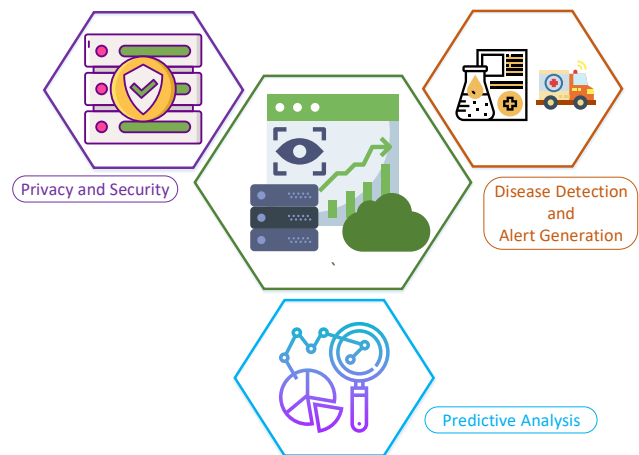 Privacy and Security
Disease Detection
and
Alert Generation
Predictive Analysis